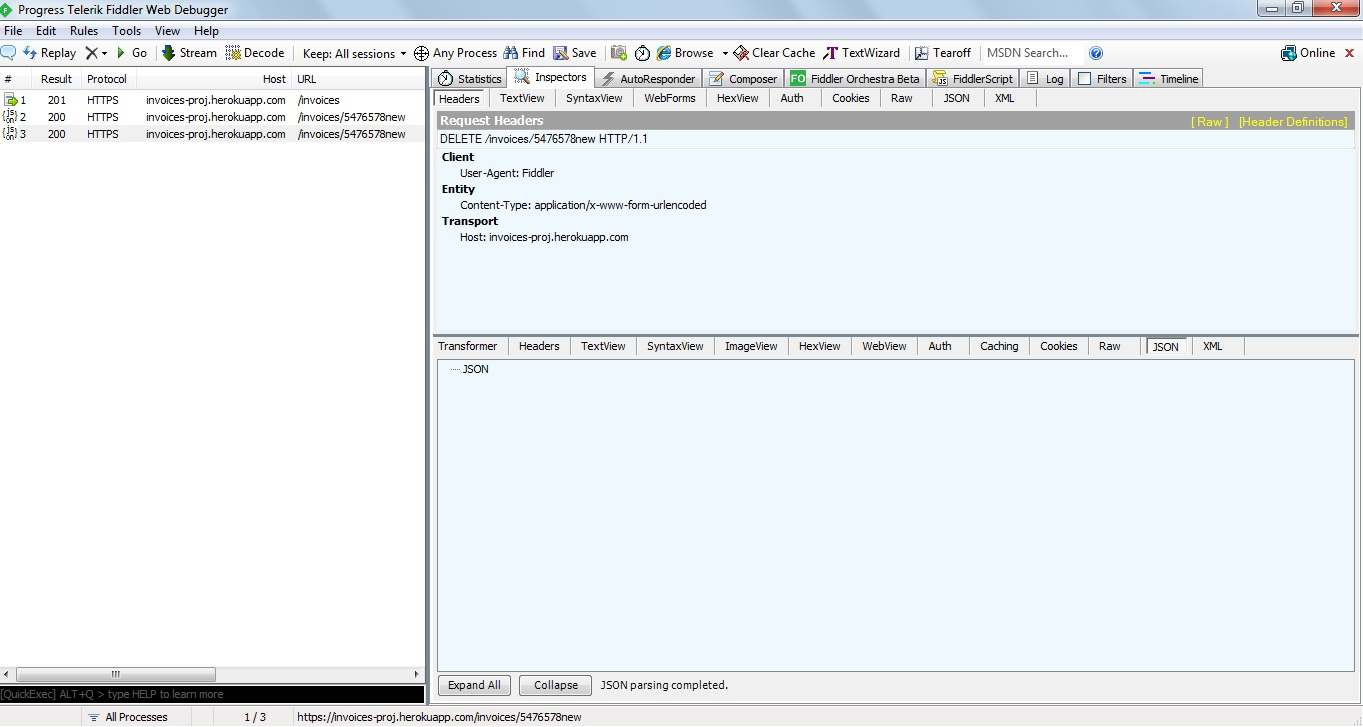 Progress Telerik Fiddler Web Debugger
File Edit Rules Tools View Help
Replay Go Stream Decode Keep: All sessions Any Process Find Save Browse Clear Cache TextWizard Tearoff MSDN Search... Online
# Result Protocol Host URL
1 201 HTTPS invoices-proj.herokuapp.com /invoices
2 200 HTTPS invoices-proj.herokuapp.com /invoices/5476578new
3 200 HTTPS invoices-proj.herokuapp.com /invoices/5476578new
[QuickExec] ALT+Q > type HELP to learn more
Statistics Inspectors AutoResponder Composer FO Fiddler Orchestra Beta FiddlerScript Log Filters Timeline
Headers TextView SyntaxView WebForms HexView Auth Cookies Raw JSON XML
Request Headers [ Raw ] [Header Definitions]
DELETE /invoices/5476578new HTTP/1.1
Client
User-Agent: Fiddler
Entity
Content-Type: application/x-www-form-urlencoded
Transport
Host: invoices-proj.herokuapp.com
Transformer Headers TextView SyntaxView ImageView HexView WebView Auth Caching Cookies Raw JSON XML
JSON
Expand All Collapse JSON parsing completed.
All Processes 1 / 3 https://invoices-proj.herokuapp.com/invoices/5476578new